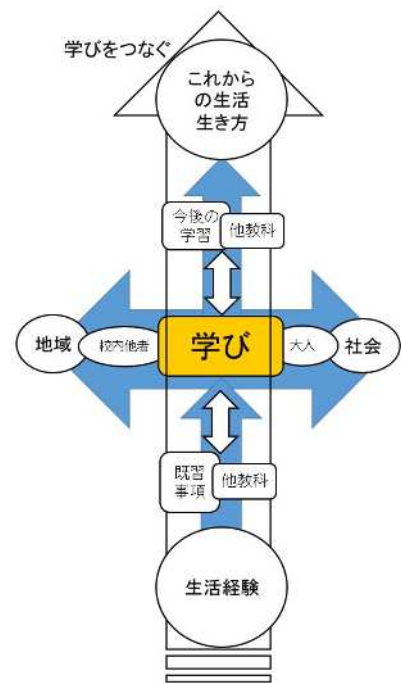 学びをつなぐ
これから
の生活
生き方
今後の
学習
他教科
地域
校内他者
学び
大人
社会
既習
事項
他教科
生活経験